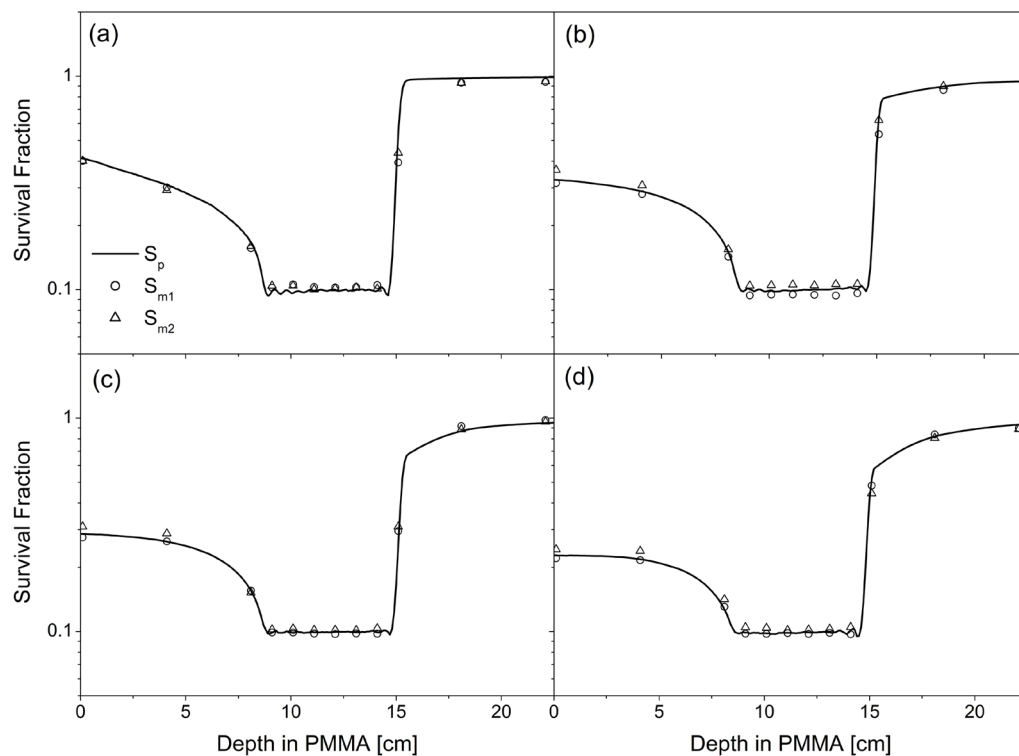 (a)
(b)
1
0.1
Survival Fraction
S_p
S_m1
S_m2
(c)
(d)
1
0.1
Survival Fraction
0 5 10 15 20
0 5 10 15 20
Depth in PMMA [cm]
Depth in PMMA [cm]